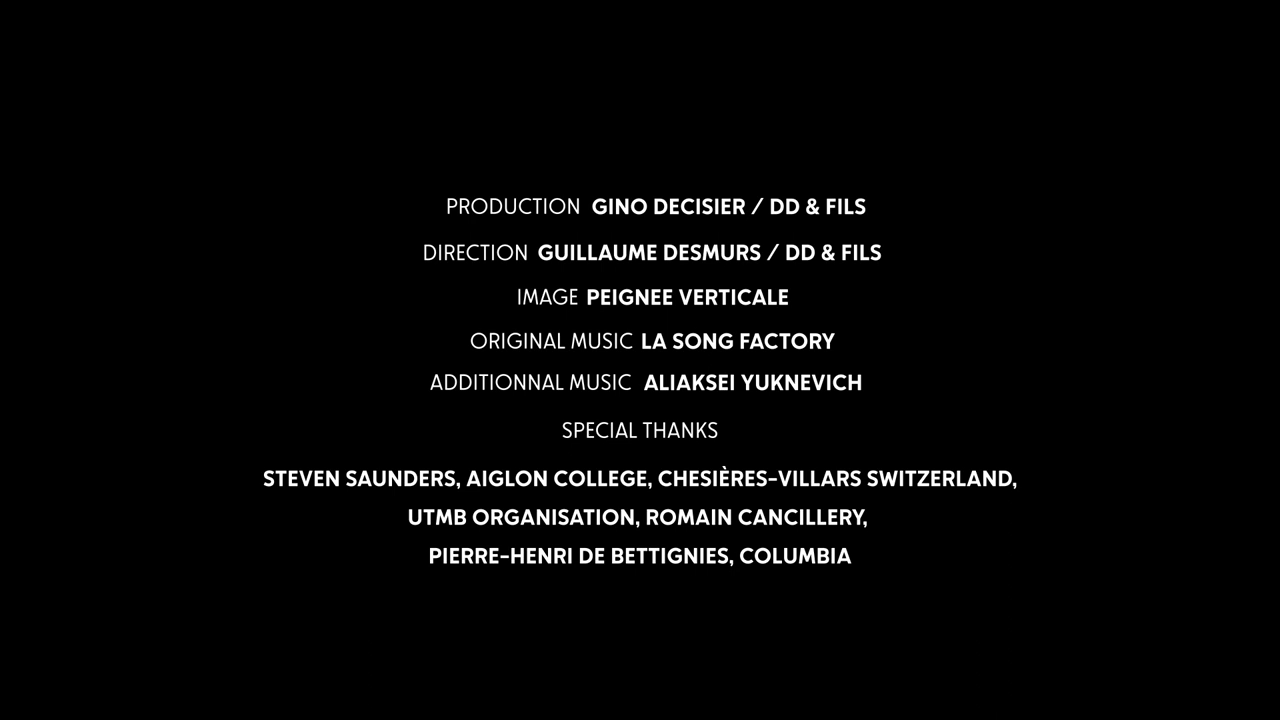 PRODUCTION GINO DECISIER / DD & FILS
DIRECTION GUILLAUME DESMURS / DD & FILS
IMAGE PEIGNEE VERTICALE
ORIGINAL MUSIC LA SONG FACTORY
ADDITIONNAL MUSIC ALIAKSEI YUKNEVICH
SPECIAL THANKS
STEVEN SAUNDERS, AIGLON COLLEGE, CHESIÈRES-VILLARS SWITZERLAND,
UTMB ORGANISATION, ROMAIN CANCILLERY,
PIERRE-HENRI DE BETTIGNIES, COLUMBIA